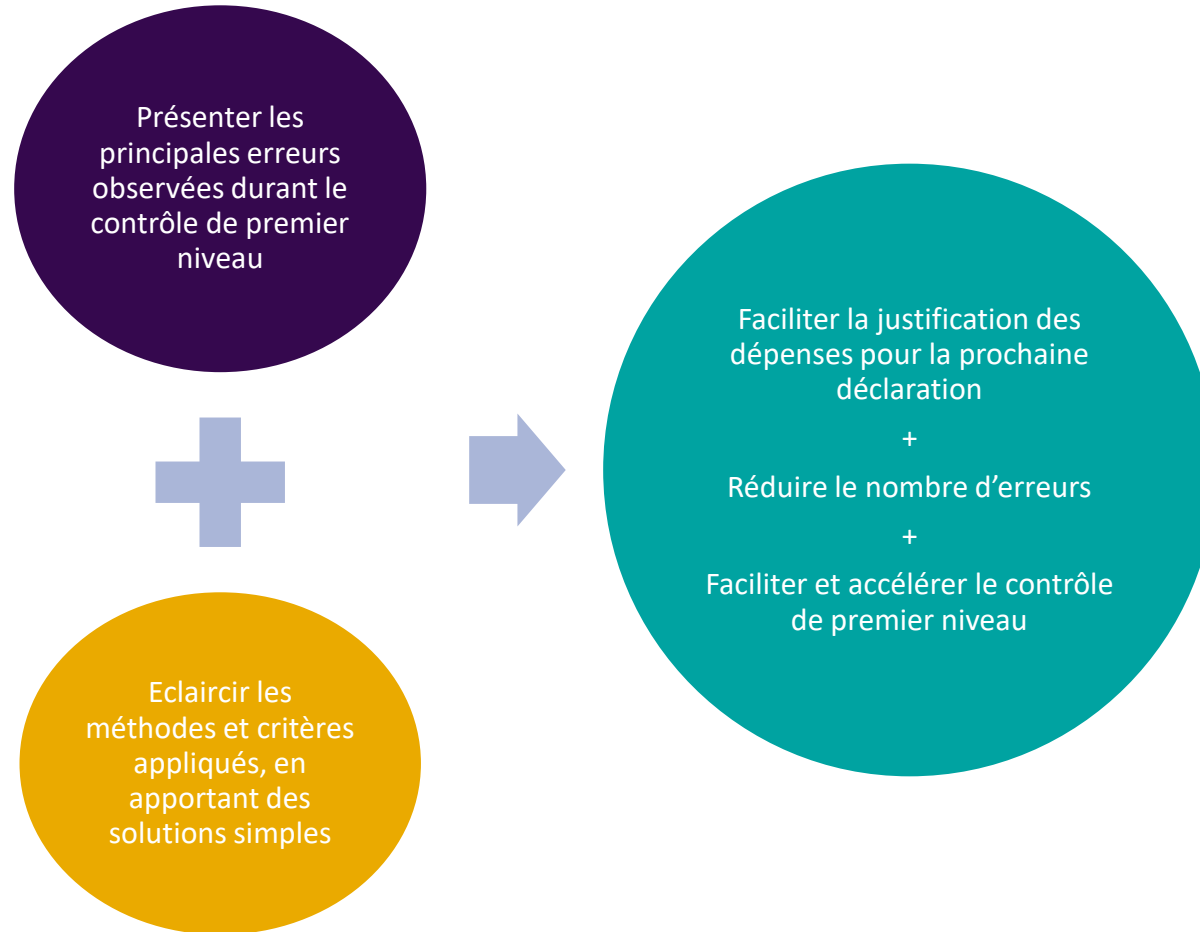 Présenter les
principales erreurs
observées durant le
contrôle de premier
niveau
Eclaircir les
méthodes et critères
appliqués, en
apportant des
solutions simples
Faciliter la justification des
dépenses pour la prochaine
déclaration
+
Réduire le nombre d’erreurs
+
Faciliter et accélérer le contrôle
de premier niveau